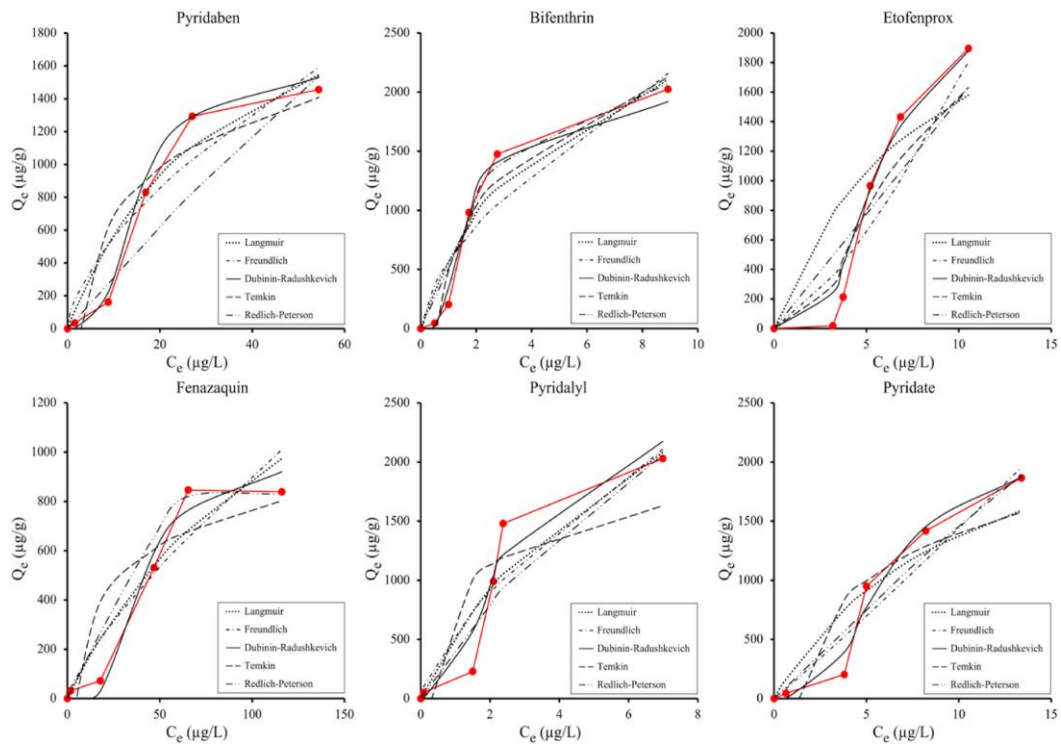 Pyridaben
1800
1600
1400
1200
1000
800
600
400
200
0
Qe (µg/g)
0 20 40 60
Ce (µg/L)
Langmuir
Freundlich
Dubinin-Radushkevich
Temkin
Redlich-Peterson
Bifenthrin
2500
2000
1500
1000
500
0
Qe (µg/g)
0 2 4 6 8 10
Ce (µg/L)
Langmuir
Freundlich
Dubinin-Radushkevich
Temkin
Redlich-Peterson
Etofenprox
2000
1800
1600
1400
1200
1000
800
600
400
200
0
Qe (µg/g)
0 5 10 15
Ce (µg/L)
Langmuir
Freundlich
Dubinin-Radushkevich
Temkin
Redlich-Peterson
Fenazaquin
1200
1000
800
600
400
200
0
Qe (µg/g)
0 50 100 150
Ce (µg/L)
Langmuir
Freundlich
Dubinin-Radushkevich
Temkin
Redlich-Peterson
Pyridalyl
2500
2000
1500
1000
500
0
Qe (µg/g)
0 2 4 6 8
Ce (µg/L)
Langmuir
Freundlich
Dubinin-Radushkevich
Temkin
Redlich-Peterson
Pyridate
2500
2000
1500
1000
500
0
Qe (µg/g)
0 5 10 15
Ce (µg/L)
Langmuir
Freundlich
Dubinin-Radushkevich
Temkin
Redlich-Peterson